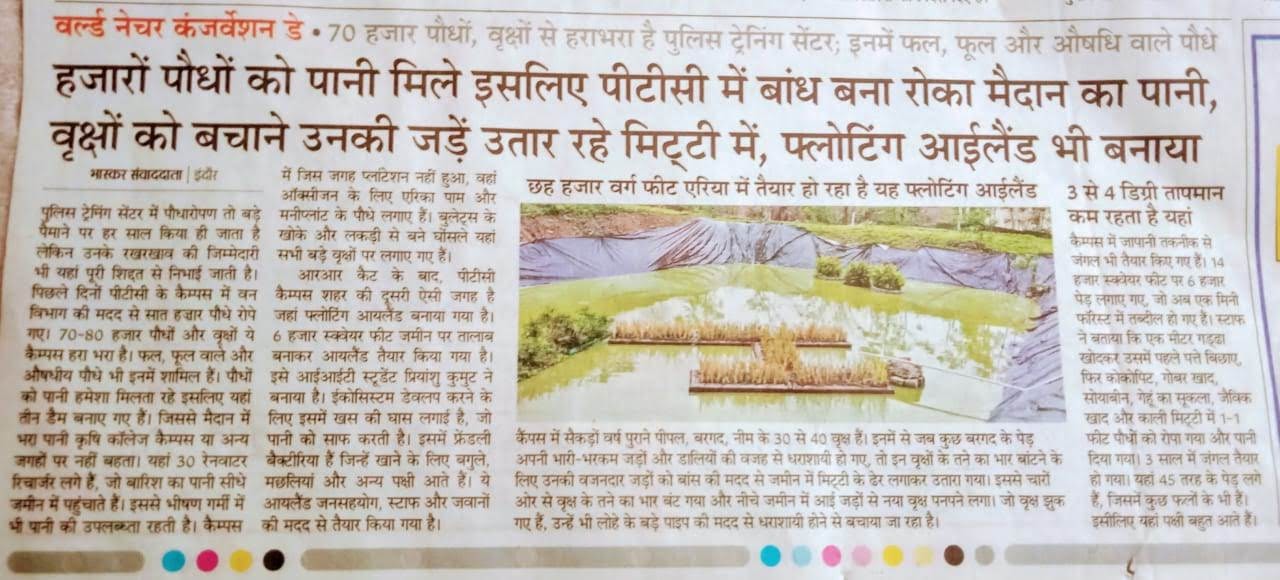 वर्ल्ड नेचर कंजर्वेशन डे • 70 हजार पौधों, वृक्षों से हराभरा है पुलिस ट्रेनिंग सेंटर; इनमें फल, फूल और औषधि वाले पौधे
हजारों पौधों को पानी मिले इसलिए पीटीसी में बांध बना रोका मैदान का पानी,
वृक्षों को बचाने उनकी जड़ें उतार रहे मिट्टी में, फ्लोटिंग आईलैंड भी बनाया
भास्कर संवाददाता | इंदौर
पुलिस ट्रेनिंग सेंटर में पौधारोपण तो बड़े
पैमाने पर हर साल किया ही जाता है
लेकिन उनके रखरखाव की जिम्मेदारी
भी यहां पूरी शिद्दत से निभाई जाती है।
पिछले दिनों पीटीसी के कैम्पस में वन
विभाग की मदद से सात हजार पौधे रोपे
गए। 70-80 हजार पौधों और वृक्षों ये
कैम्पस हरा भरा है। फल, फूल वाले और
औषधीय पौधे भी इनमें शामिल हैं। पौधों
को पानी हमेशा मिलता रहे इसलिए यहां
तीन डैम बनाए गए हैं। जिससे मैदान में
भरा पानी कृषि कॉलेज कैम्पस या अन्य
जगहों पर नहीं बहता। यहां 30 रेनवाटर
रिचार्जर लगे हैं, जो बारिश का पानी सीधे
जमीन में पहुंचाते हैं। इससे भीषण गर्मी में
भी पानी की उपलब्धता रहती है। कैम्पस
में जिस जगह प्लांटेशन नहीं हुआ, वहां
ऑक्सीजन के लिए एरिका पाम और
मनीप्लांट के पौधे लगाए हैं। बुलेट्स के
खोके और लकड़ी से बने घोंसले यहां
सभी बड़े वृक्षों पर लगाए गए हैं।
आरआर कैट के बाद, पीटीसी
कैम्पस शहर की दूसरी ऐसी जगह है
जहां फ्लोटिंग आयलैंड बनाया गया है।
6 हजार स्क्वेयर फीट जमीन पर तालाब
बनाकर आयलैंड तैयार किया गया है।
इसे आईआईटी स्टूडेंट प्रियांशु कुमुट ने
बनाया है। ईकोसिस्टम डेवलप करने के
लिए इसमें खस की घास लगाई है, जो
पानी को साफ करती है। इसमें फ्रेंडली
बैक्टीरिया हैं जिन्हें खाने के लिए बगुले,
मछलियां और अन्य पक्षी आते हैं। ये
आयलैंड जनसहयोग, स्टाफ और जवानों
की मदद से तैयार किया गया है।
छह हजार वर्ग फीट एरिया में तैयार हो रहा है यह फ्लोटिंग आईलैंड
कैंपस में सैकड़ों वर्ष पुराने पीपल, बरगद, नीम के 30 से 40 वृक्ष हैं। इनमें से जब कुछ बरगद के पेड़
अपनी भारी-भरकम जड़ों और डालियों की वजह से धराशायी हो गए, तो इन वृक्षों के तने का भार बांटने के
लिए उनकी वजनदार जड़ों को बांस की मदद से जमीन में मिट्टी के ढेर लगाकर उतारा गया। इससे चारों
ओर से वृक्ष के तने का भार बंट गया और नीचे जमीन में आई जड़ों से नया वृक्ष पनपने लगा। जो वृक्ष झुक
गए हैं, उन्हें भी लोहे के बड़े पाइप की मदद से धराशायी होने से बचाया जा रहा है।
3 से 4 डिग्री तापमान
कम रहता है यहां
कैम्पस में जापानी तकनीक से
जंगल भी तैयार किए गए हैं। 14
हजार स्क्वेयर फीट पर 6 हजार
पेड़ लगाए गए, जो अब एक मिनी
फॉरेस्ट में तब्दील हो गए हैं। स्टाफ
ने बताया कि एक मीटर गड्‌ढा
खोदकर उसमें पहले पत्ते बिछाए,
फिर कोकोपिट, गोबर खाद,
सोयाबीन, गेहूं का सूकला, जैविक
खाद और काली मिट्टी में 1-1
फीट पौधों को रोपा गया और पानी
दिया गया। 3 साल में जंगल तैयार
हो गया। यहां 45 तरह के पेड़ लगे
हैं, जिसमें कुछ फलों के भी हैं।
इसीलिए यहां पक्षी बहुत आते हैं।